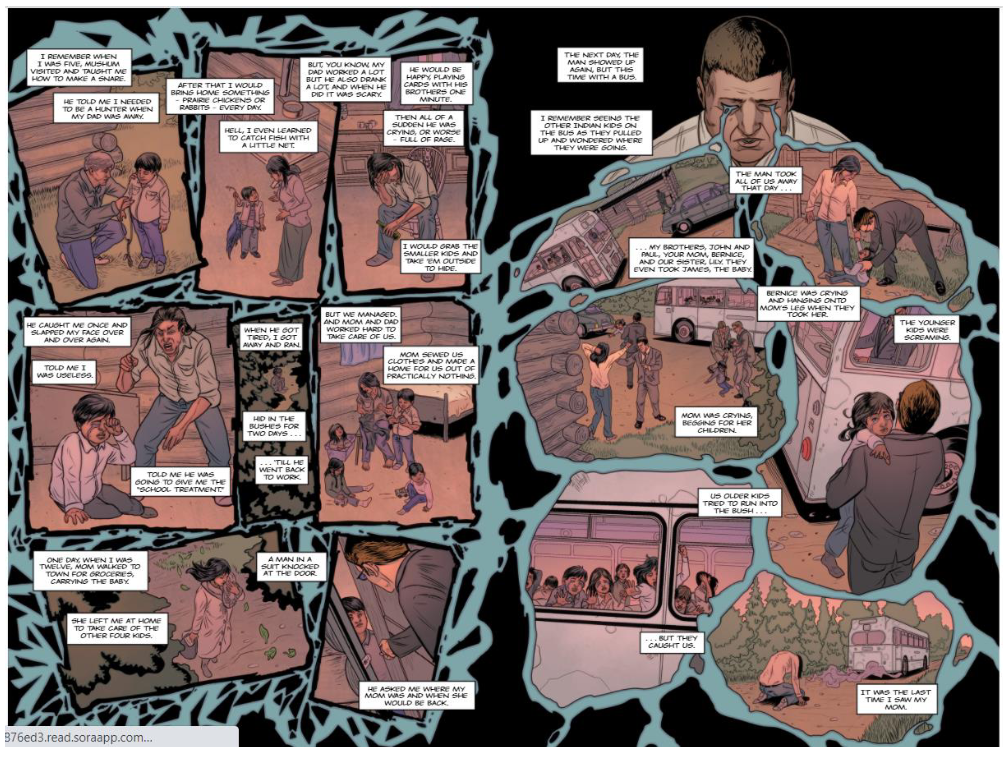 I REMEMBER WHEN
I WAS FIVE, MUSHUM
VISITED AND TAUGHT ME
HOW TO MAKE A SNARE.
HE TOLD ME I NEEDED
TO BE A HUNTER WHEN
MY DAD WAS AWAY.
AFTER THAT I WOULD
BRING HOME SOMETHING
- PRAIRIE CHICKENS OR
RABBITS - EVERY DAY.
HELL, I EVEN LEARNED
TO CATCH FISH WITH
A LITTLE NET.
BUT, YOU KNOW, MY
DAD WORKED A LOT
BUT HE ALSO DRANK
A LOT, AND WHEN HE
DID IT WAS SCARY.
HE WOULD BE
HAPPY, PLAYING
CARDS WITH HIS
BROTHERS ONE
MINUTE.
THEN ALL OF A
SUDDEN HE WAS
CRYING, OR WORSE
- FULL OF RAGE.
I WOULD GRAB THE
SMALLER KIDS AND
TAKE 'EM OUTSIDE
TO HIDE.
HE CAUGHT ME ONCE AND
SLAPPED MY FACE OVER
AND OVER AGAIN.
TOLD ME I
WAS USELESS.
TOLD ME HE WAS
GOING TO GIVE ME THE
"SCHOOL TREATMENT."
WHEN HE GOT
TIRED, I GOT
AWAY AND RAN.
HID IN THE
BUSHES FOR
TWO DAYS . . .
. . . 'TILL HE
WENT BACK
TO WORK.
BUT WE MANAGED.
AND MOM AND DAD
WORKED HARD TO
TAKE CARE OF US.
MOM SEWED US
CLOTHES AND MADE A
HOME FOR US OUT OF
PRACTICALLY NOTHING.
ONE DAY, WHEN I WAS
TWELVE, MOM WALKED TO
TOWN FOR GROCERIES,
CARRYING THE BABY.
SHE LEFT ME AT HOME
TO TAKE CARE OF THE
OTHER FOUR KIDS.
A MAN IN A
SUIT KNOCKED
AT THE DOOR.
HE ASKED ME WHERE MY
MOM WAS AND WHEN SHE
WOULD BE BACK.
THE NEXT DAY, THE
MAN SHOWED UP
AGAIN, BUT THIS
TIME WITH A BUS.
I REMEMBER SEEING THE
OTHER INDIAN KIDS ON
THE BUS AS THEY PULLED
UP AND WONDERED WHERE
THEY WERE GOING.
THE MAN TOOK
ALL OF US AWAY
THAT DAY . . .
. . . MY BROTHERS, JOHN AND
PAUL, YOUR MOM, BERNICE,
AND OUR SISTER, LILY. THEY
EVEN TOOK JAMES, THE BABY.
BERNICE WAS CRYING
AND HANGING ONTO
MOM'S LEG WHEN THEY
TOOK HER.
THE YOUNGER
KIDS WERE
SCREAMING.
MOM WAS CRYING,
BEGGING FOR HER
CHILDREN.
US OLDER KIDS
TRIED TO RUN INTO
THE BUSH . . .
. . . BUT THEY
CAUGHT US.
IT WAS THE LAST
TIME I SAW MY
MOM.
876ed3.read.soraapp.com...